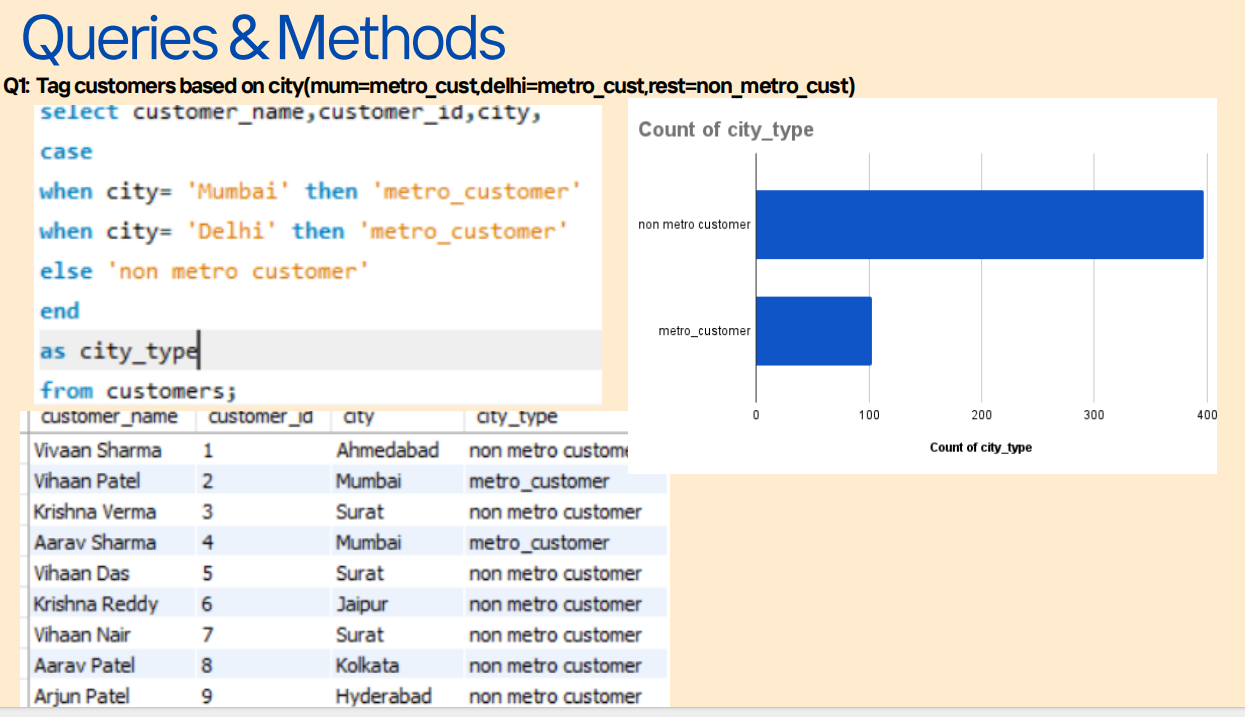 Queries & Methods
Q1: Tag customers based on city(mum=metro_cust,delhi=metro_cust,rest=non_metro_cust)
select customer_name,customer_id,city,
case
when city= 'Mumbai' then 'metro_customer'
when city= 'Delhi' then 'metro_customer'
else 'non metro customer'
end
as city_type
from customers;
Count of city_type
non metro customer
metro_customer
0 100 200 300 400
Count of city_type
customer_name customer_id city city_type
Vivaan Sharma 1 Ahmedabad non metro custome
Vihaan Patel 2 Mumbai metro_customer
Krishna Verma 3 Surat non metro customer
Aarav Sharma 4 Mumbai metro_customer
Vihaan Das 5 Surat non metro customer
Krishna Reddy 6 Jaipur non metro customer
Vihaan Nair 7 Surat non metro customer
Aarav Patel 8 Kolkata non metro customer
Arjun Patel 9 Hyderabad non metro customer